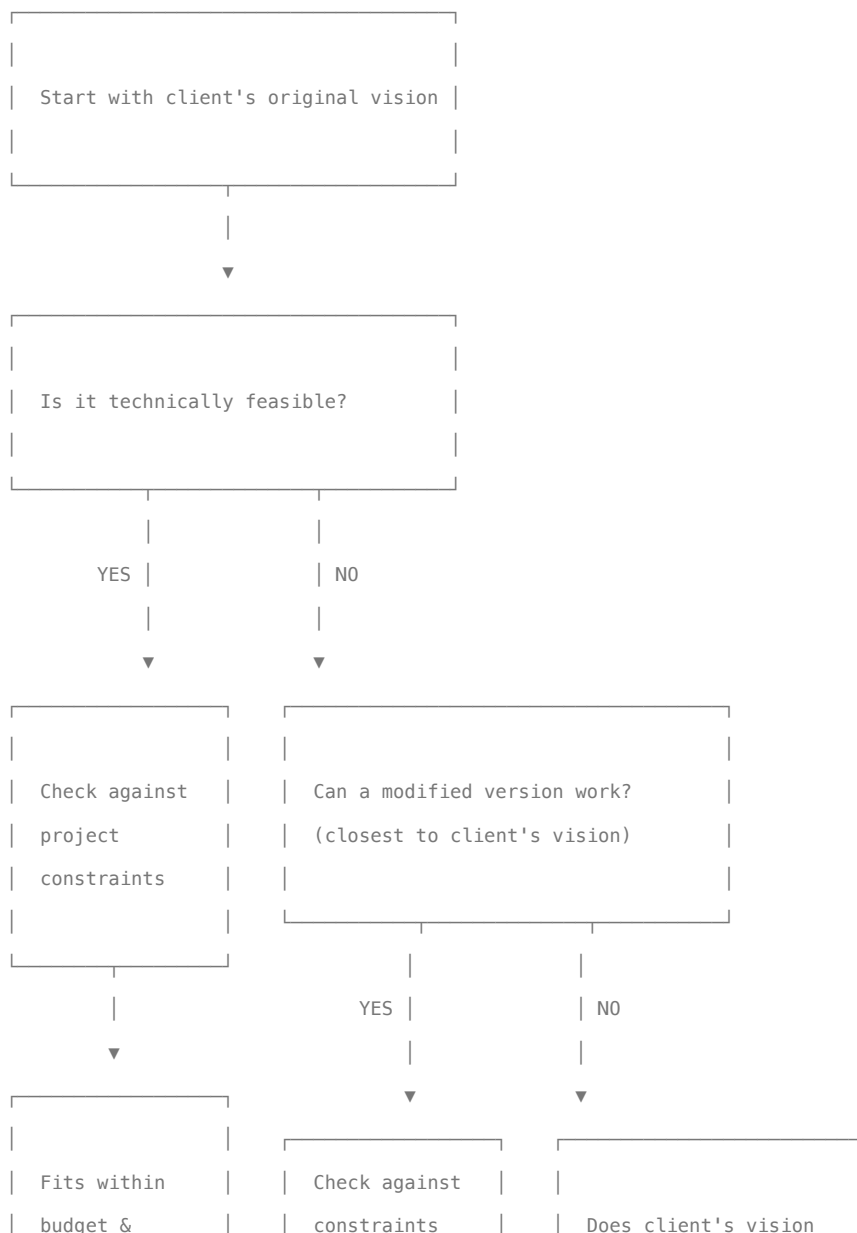 Start with client's original vision
Is it technically feasible?
YES
NO
Check against
project
constraints
Can a modified version work?
(closest to client's vision)
YES
NO
Fits within
budget &
Check against
constraints
Does client's vision